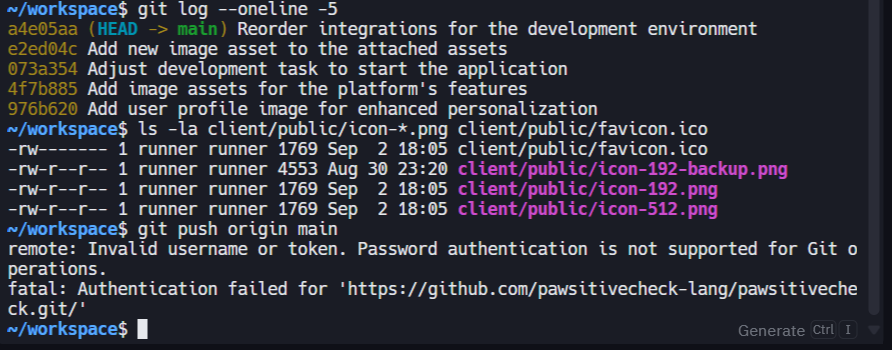 ~/workspace$ git log --oneline -5
a4e05aa (HEAD -> main) Reorder integrations for the development environment
e2ed04c Add new image asset to the attached assets
073a354 Adjust development task to start the application
4f7b885 Add image assets for the platform's features
976b620 Add user profile image for enhanced personalization
~/workspace$ ls -la client/public/icon-*.png client/public/favicon.ico
-rw------- 1 runner runner 1769 Sep  2 18:05 client/public/favicon.ico
-rw-r--r-- 1 runner runner 4553 Aug 30 23:20 client/public/icon-192-backup.png
-rw-r--r-- 1 runner runner 1769 Sep  2 18:05 client/public/icon-192.png
-rw-r--r-- 1 runner runner 1769 Sep  2 18:05 client/public/icon-512.png
~/workspace$ git push origin main
remote: Invalid username or token. Password authentication is not supported for Git o
perations.
fatal: Authentication failed for 'https://github.com/pawsitivecheck-lang/pawsitiveche
ck.git/'
~/workspace$
Generate Ctrl I